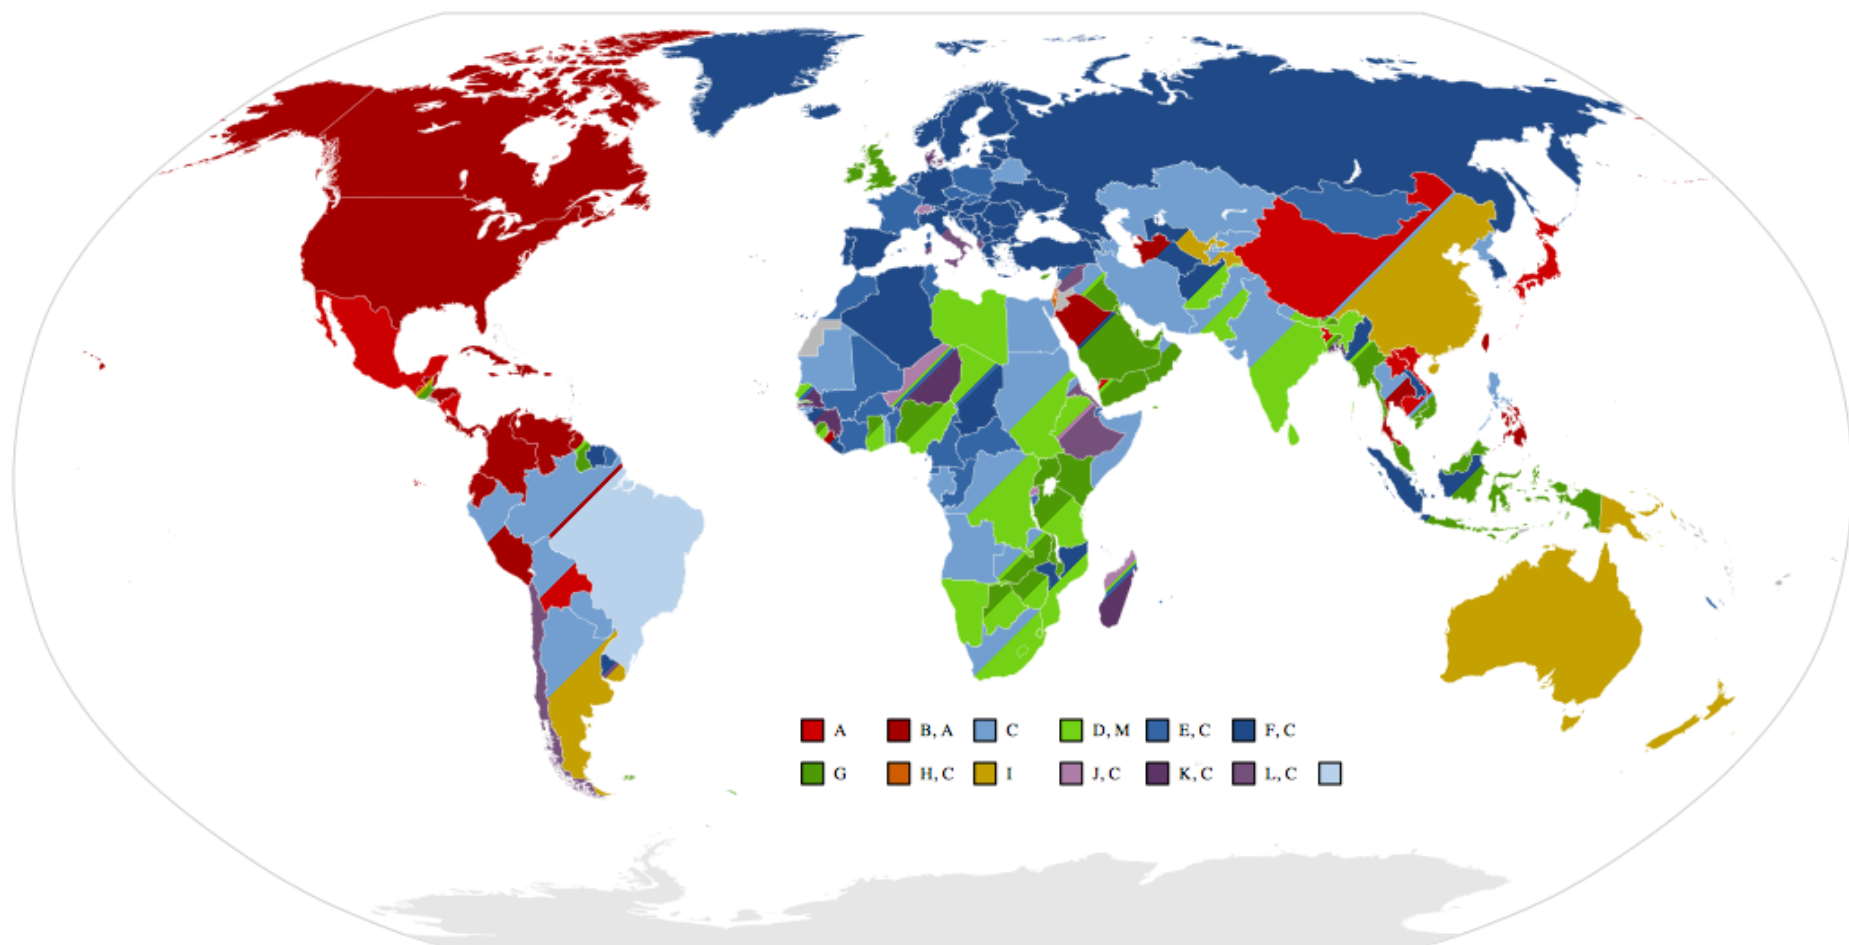 A B, A C D, M E, C F, C
G H, C I J, C K, C L, C